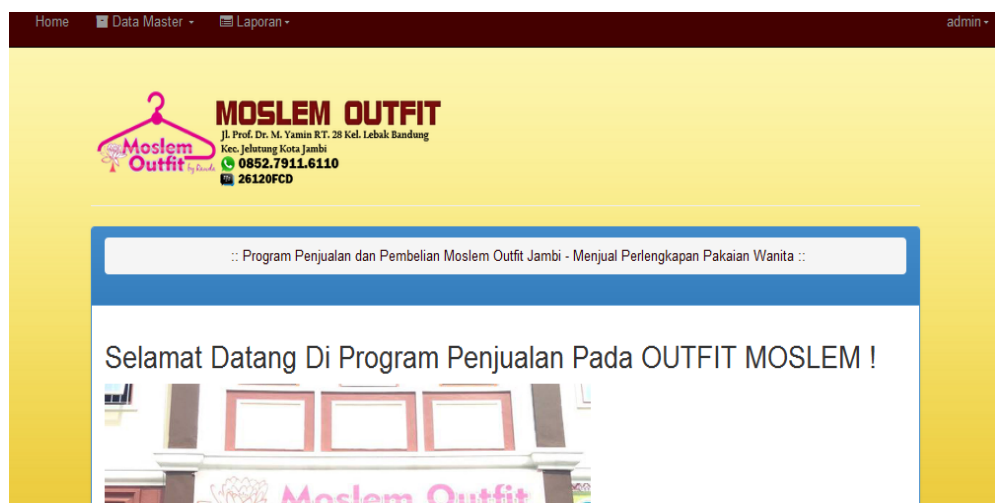 Home Data Master Laporan admin
MOSLEM OUTFIT
Jl. Prof. Dr. M. Yamin RT. 28 Kel. Lebak Bandung
Kec. Jelutung Kota Jambi
0852.7911.6110
26120FCD
Moslem
Outfit by
:: Program Penjualan dan Pembelian Moslem Outfit Jambi - Menjual Perlengkapan Pakaian Wanita ::
Selamat Datang Di Program Penjualan Pada OUTFIT MOSLEM !
Moslem Outfit